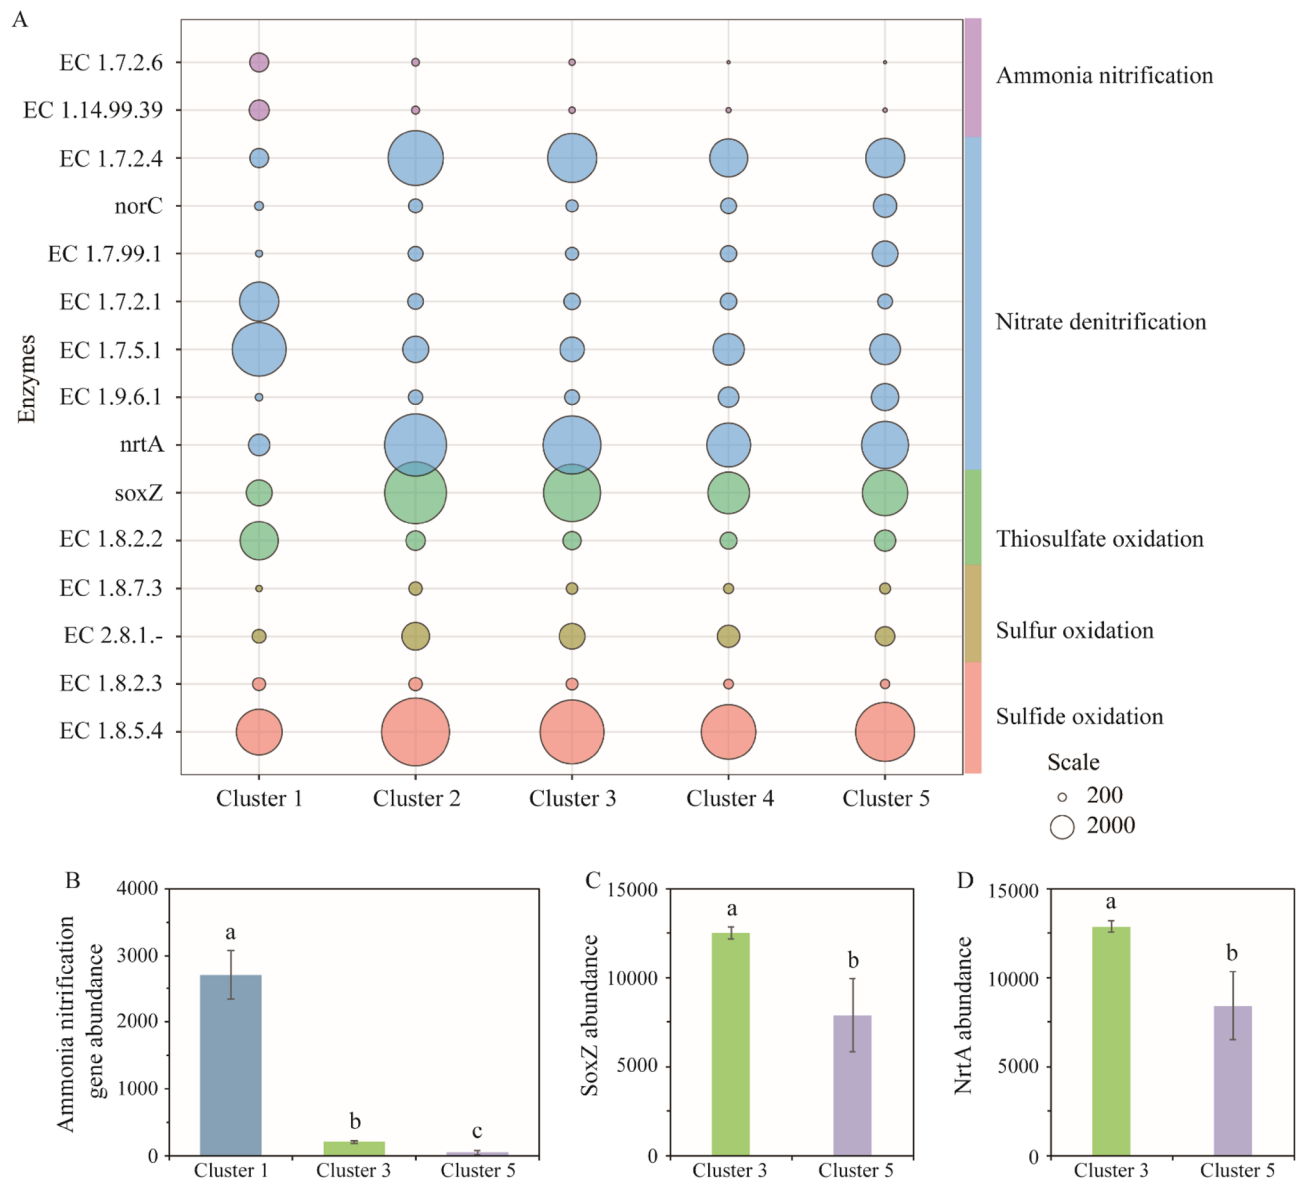 A
EC 1.7.2.6
EC 1.14.99.39
EC 1.7.2.4
norC
EC 1.7.99.1
EC 1.7.2.1
EC 1.7.5.1
EC 1.9.6.1
nrtA
soxZ
EC 1.8.2.2
EC 1.8.7.3
EC 2.8.1.-
EC 1.8.2.3
EC 1.8.5.4
Enzymes
Cluster 1
Cluster 2
Cluster 3
Cluster 4
Cluster 5
Ammonia nitrification
Nitrate denitrification
Thiosulfate oxidation
Sulfur oxidation
Sulfide oxidation
Scale
200
2000
B
Ammonia nitrification
gene abundance
4000
3000
2000
1000
0
a
b
c
Cluster 1
Cluster 3
Cluster 5
C
SoxZ abundance
15000
10000
5000
0
a
b
Cluster 3
Cluster 5
D
NrtA abundance
15000
10000
5000
0
a
b
Cluster 3
Cluster 5